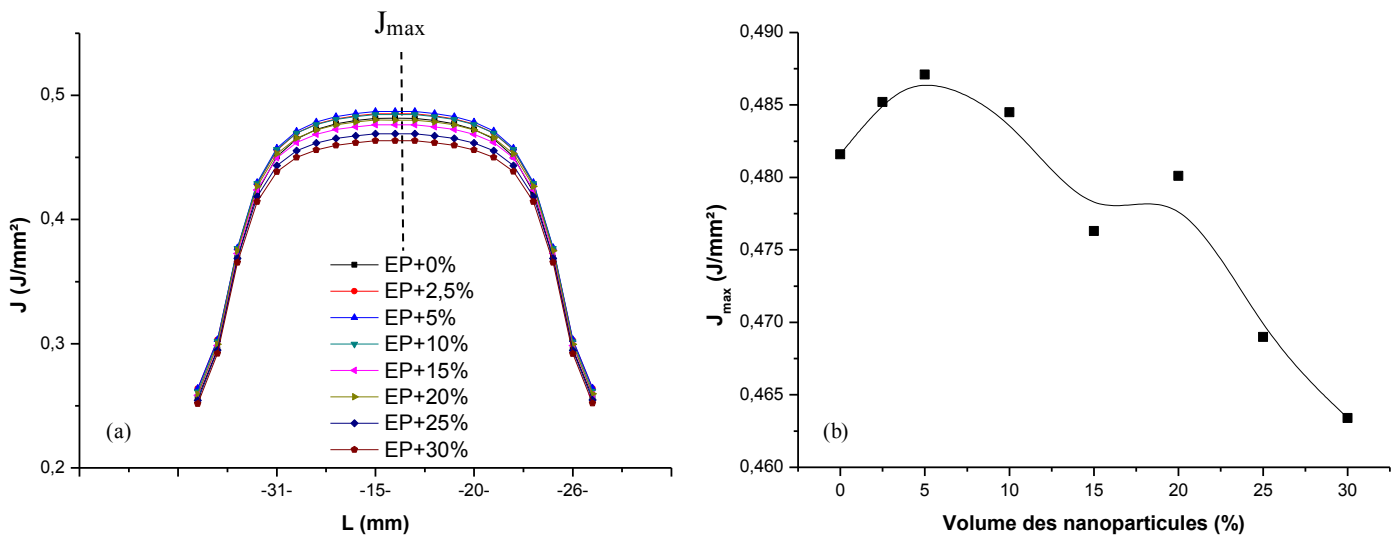 J_max
J (J/mm²)
0,5
0,4
0,3
0,2
EP+0%
EP+2,5%
EP+5%
EP+10%
EP+15%
EP+20%
EP+25%
EP+30%
(a)
-31-
-15-
-20-
-26-
L (mm)
J_max (J/mm²)
0,490
0,485
0,480
0,475
0,470
0,465
0,460
(b)
0
5
10
15
20
25
30
Volume des nanoparticules (%)